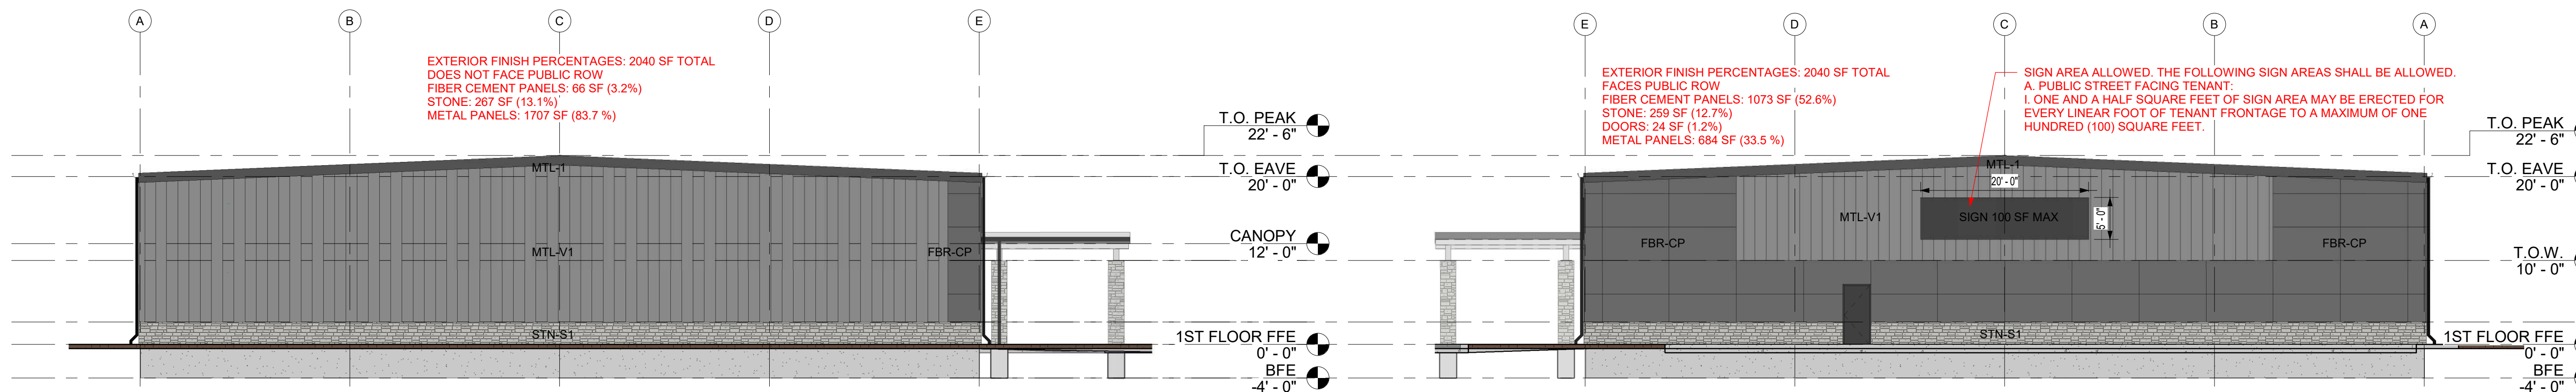 A
B
C
D
E
EXTERIOR FINISH PERCENTAGES: 2040 SF TOTAL
DOES NOT FACE PUBLIC ROW
FIBER CEMENT PANELS: 66 SF (3.2%)
STONE: 267 SF (13.1%)
METAL PANELS: 1707 SF (83.7 %)
T.O. PEAK
22' - 6"
T.O. EAVE
20' - 0"
CANOPY
12' - 0"
1ST FLOOR FFE
0' - 0"
BFE
-4' - 0"
MTL-1
MTL-V1
FBR-CP
STN-S1
E
D
C
B
A
EXTERIOR FINISH PERCENTAGES: 2040 SF TOTAL
FACES PUBLIC ROW
FIBER CEMENT PANELS: 1073 SF (52.6%)
STONE: 259 SF (12.7%)
DOORS: 24 SF (1.2%)
METAL PANELS: 684 SF (33.5 %)
SIGN AREA ALLOWED. THE FOLLOWING SIGN AREAS SHALL BE ALLOWED.
A. PUBLIC STREET FACING TENANT:
I. ONE AND A HALF SQUARE FEET OF SIGN AREA MAY BE ERECTED FOR
EVERY LINEAR FOOT OF TENANT FRONTAGE TO A MAXIMUM OF ONE
HUNDRED (100) SQUARE FEET.
MTL-1
20' - 0"
MTL-V1
SIGN 100 SF MAX
5' - 0"
FBR-CP
FBR-CP
STN-S1
T.O. PEAK
22' - 6"
T.O. EAVE
20' - 0"
T.O.W.
10' - 0"
1ST FLOOR FFE
0' - 0"
BFE
-4' - 0"